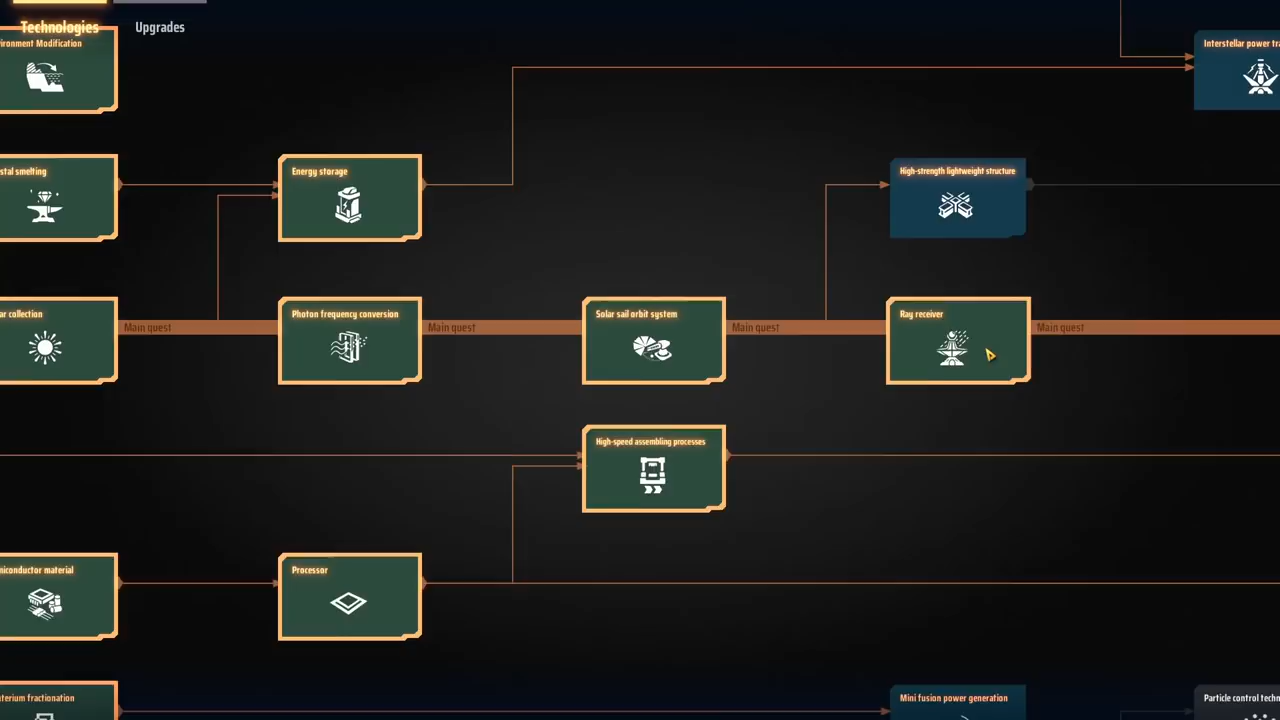 Technologies
Upgrades
ironment Modification
Interstellar power tra
stal smelting
Energy storage
High-strength lightweight structure
ar collection
Main quest
Photon frequency conversion
Main quest
Solar sail orbit system
Main quest
Ray receiver
Main quest
High-speed assembling processes
miconductor material
Processor
uterium fractionation
Mini fusion power generation
Particle control techn